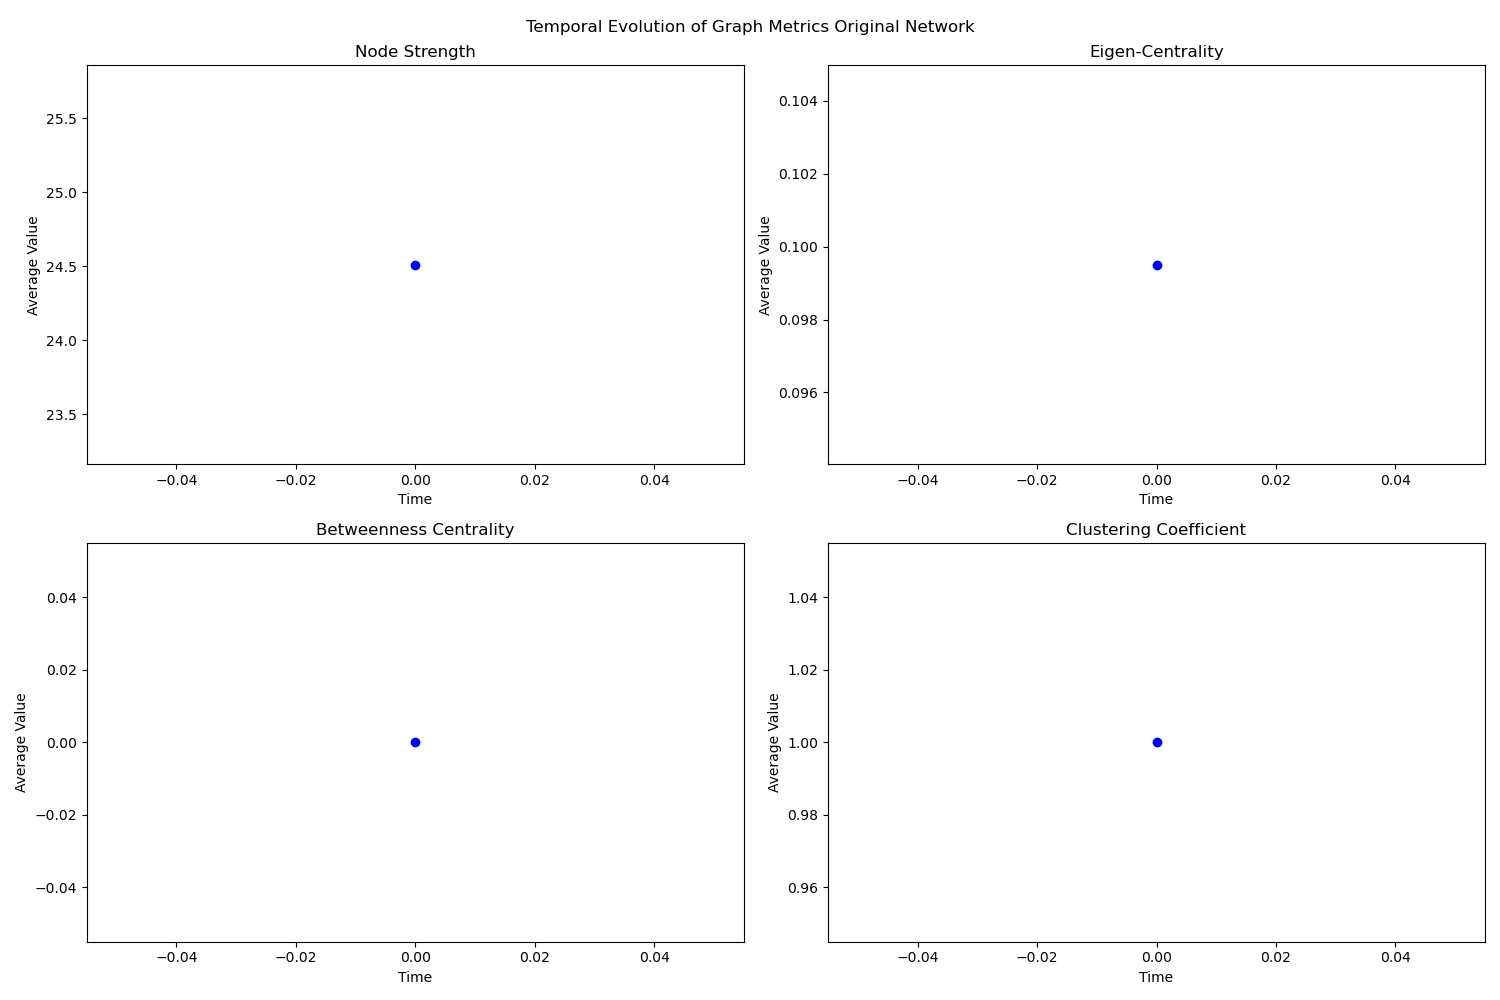 Temporal Evolution of Graph Metrics Original Network
Node Strength
25.5
25.0
24.5
24.0
23.5
Average Value
−0.04 −0.02 0.00 0.02 0.04
Time
Eigen-Centrality
0.104
0.102
0.100
0.098
0.096
Average Value
−0.04 −0.02 0.00 0.02 0.04
Time
Betweenness Centrality
0.04
0.02
0.00
−0.02
−0.04
Average Value
−0.04 −0.02 0.00 0.02 0.04
Time
Clustering Coefficient
1.04
1.02
1.00
0.98
0.96
Average Value
−0.04 −0.02 0.00 0.02 0.04
Time